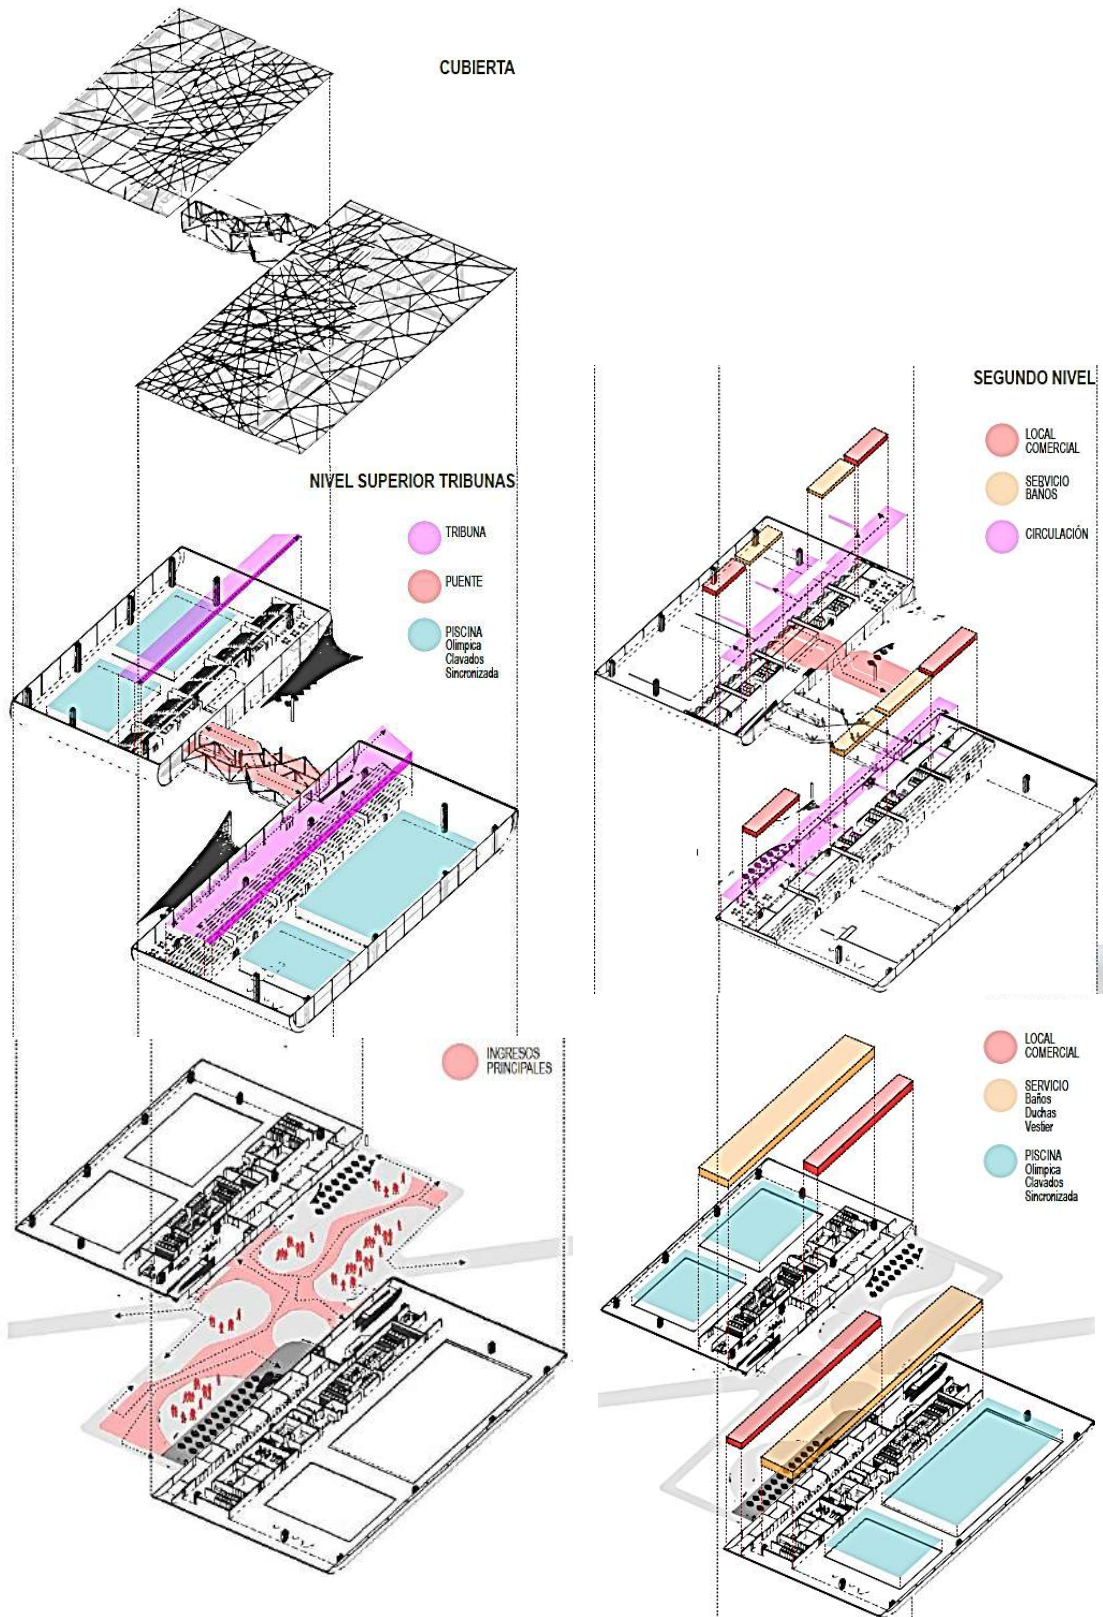 CUBIERTA
NIVEL SUPERIOR TRIBUNAS
TRIBUNA
PUENTE
PISCINA
Olimpica
Clavados
Sincronizada
SEGUNDO NIVEL
LOCAL
COMERCIAL
SERVICIO
BAÑOS
CIRCULACIÓN
INGRESOS
PRINCIPALES
LOCAL
COMERCIAL
SERVICIO
Baños
Duchas
Vestier
PISCINA
Olimpica
Clavados
Sincronizada